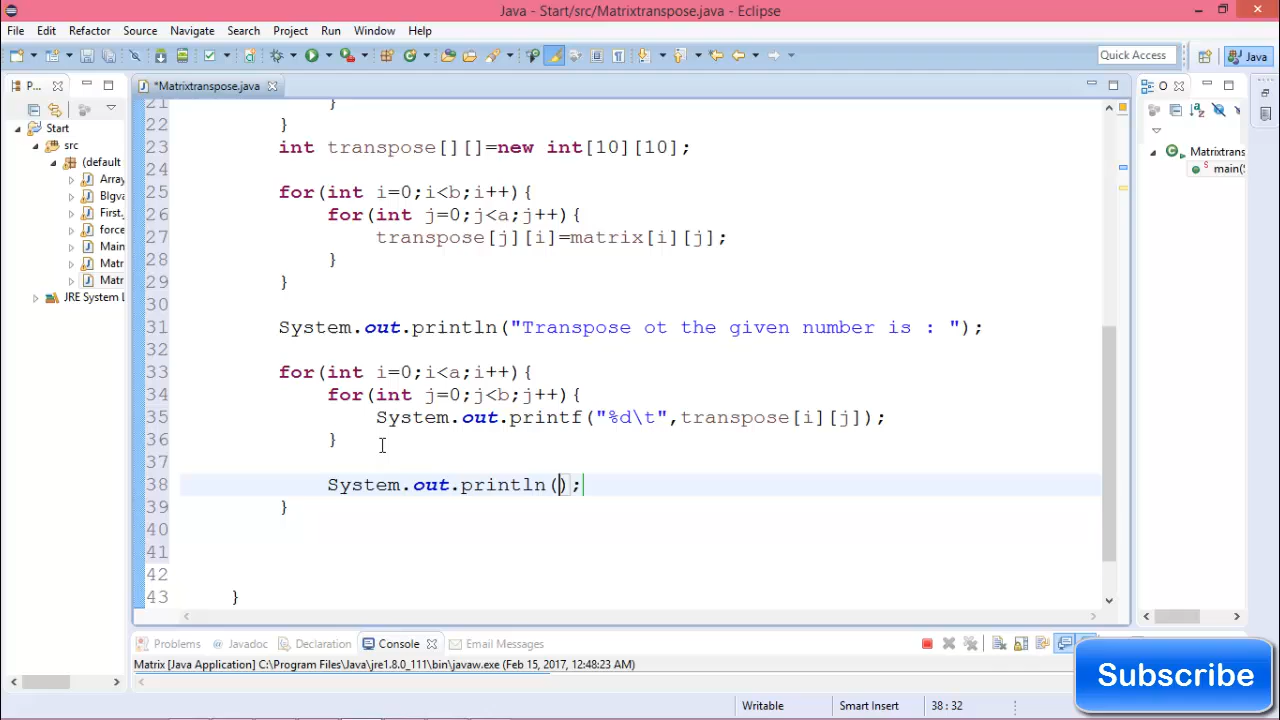 Java - Start/src/Matrixtranspose.java - Eclipse
File Edit Refactor Source Navigate Search Project Run Window Help
Quick Access Java
P... *Matrixtranspose.java O
Start
src
(default
Array
BIgva
First.
force
Main
Matr
Matr
JRE System L
21 }
22 }
23 int transpose[][]=new int[10][10];
24
25 for(int i=0;i<b;i++){
26 for(int j=0;j<a;j++){
27 transpose[j][i]=matrix[i][j];
28 }
29 }
30
31 System.out.println("Transpose ot the given number is : ");
32
33 for(int i=0;i<a;i++){
34 for(int j=0;j<b;j++){
35 System.out.printf("%d\t",transpose[i][j]);
36 }
37
38 System.out.println();
39 }
40
41
42
43 }
Matrixtrans
main(S
Problems Javadoc Declaration Console Email Messages
Matrix [Java Application] C:\Program Files\Java\jre1.8.0_111\bin\javaw.exe (Feb 15, 2017, 12:48:23 AM)
Subscribe
Writable Smart Insert 38 : 32